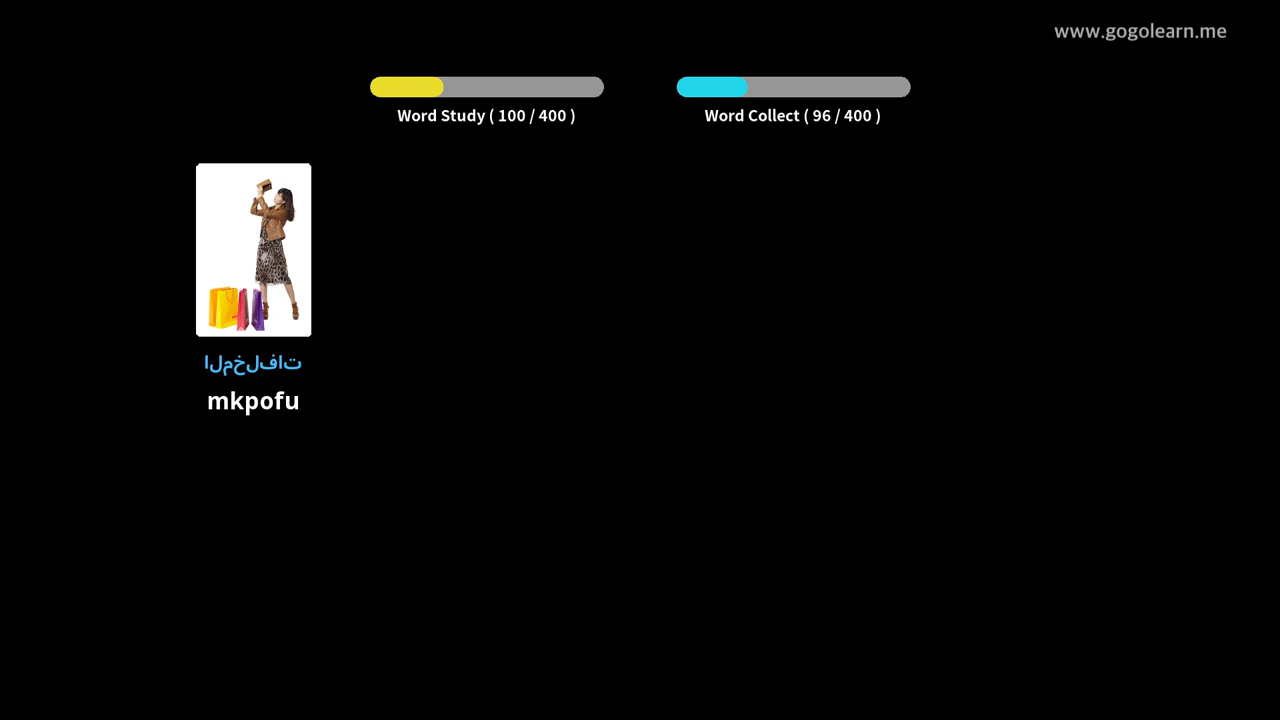 www.gogolearn.me
Word Study ( 100 / 400 )
Word Collect ( 96 / 400 )
المخلفات
mkpofu